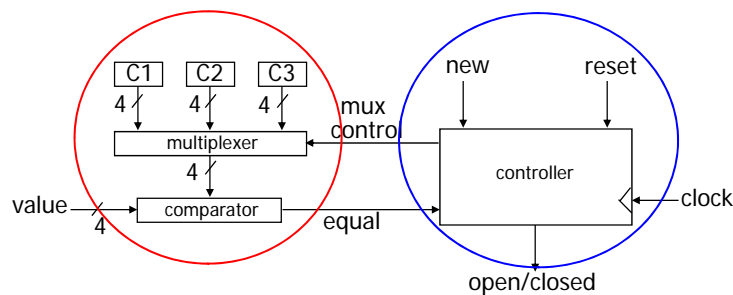 C1
C2
C3
4
4
4
multiplexer
4
value
4
comparator
mux
control
equal
new
reset
controller
clock
open/closed